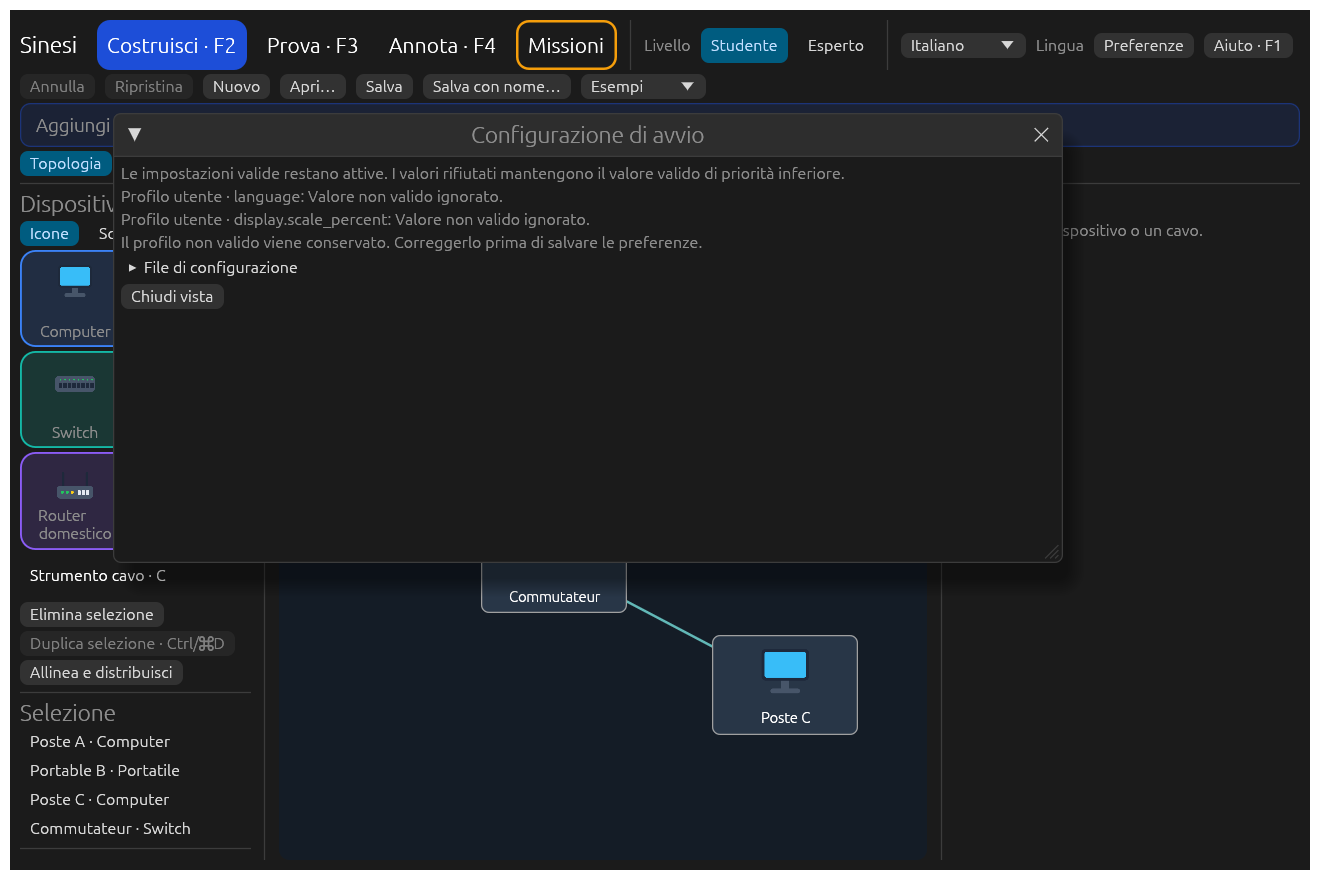 Sinesi
Costruisci · F2
Prova · F3
Annota · F4
Missioni
Livello
Studente
Esperto
Italiano
Lingua
Preferenze
Aiuto · F1
Annulla
Ripristina
Nuovo
Apri…
Salva
Salva con nome…
Esempi
Aggiungi
Configurazione di avvio
Topologia
Le impostazioni valide restano attive. I valori rifiutati mantengono il valore valido di priorità inferiore.
Profilo utente · language: Valore non valido ignorato.
Profilo utente · display.scale_percent: Valore non valido ignorato.
Il profilo non valido viene conservato. Correggerlo prima di salvare le preferenze.
File di configurazione
Chiudi vista
Dispositiv
Icone
Sc
spositivo o un cavo.
Computer
Switch
Router
domestico
Strumento cavo · C
Elimina selezione
Duplica selezione · Ctrl/⌘D
Allinea e distribuisci
Selezione
Poste A · Computer
Portable B · Portatile
Poste C · Computer
Commutateur · Switch
Commutateur
Poste C